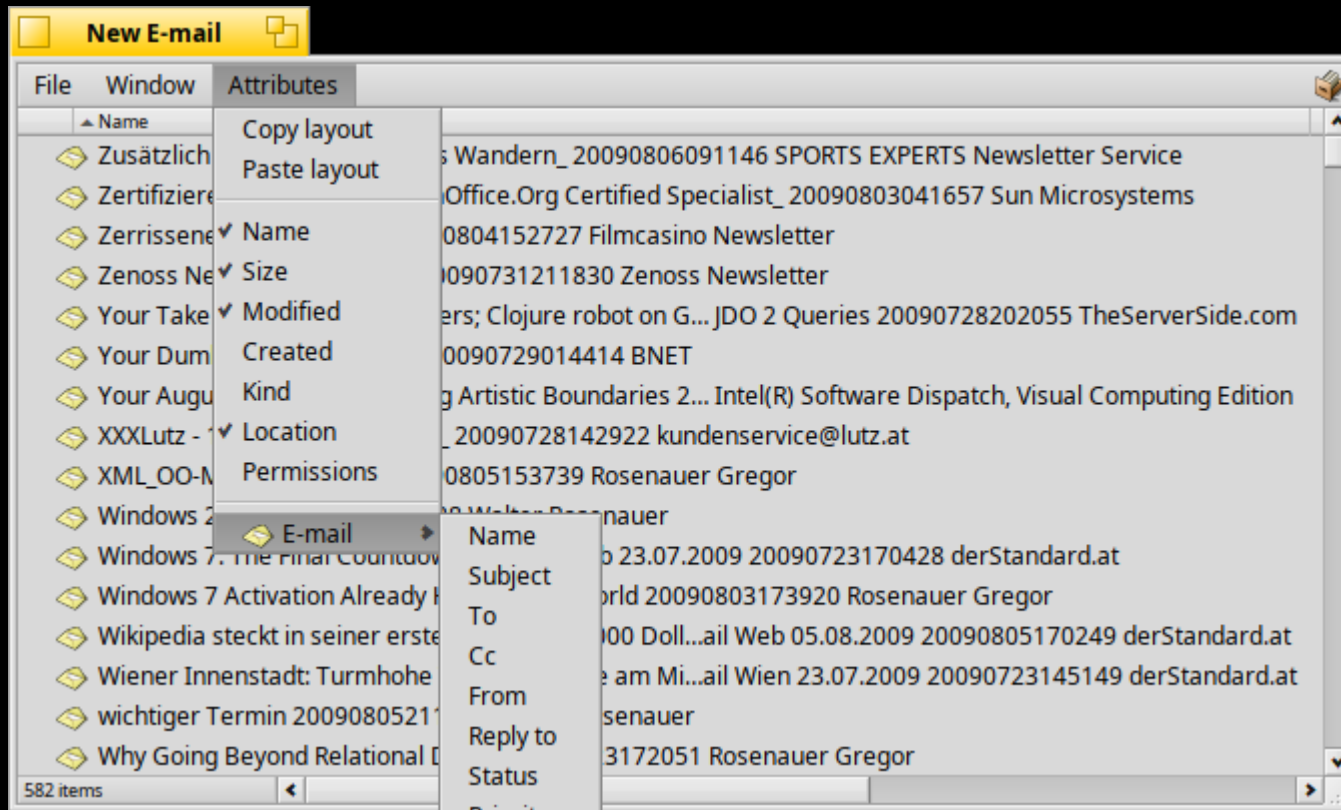 New E-mail
File Window Attributes
Name
Copy layout
Paste layout
Name
Size
Modified
Created
Kind
Location
Permissions
E-mail
Name
Subject
To
Cc
From
Reply to
Status
Zusätzlich s Wandern_ 20090806091146 SPORTS EXPERTS Newsletter Service
Zertifiziere Office.Org Certified Specialist_ 20090803041657 Sun Microsystems
Zerrissene 0804152727 Filmcasino Newsletter
Zenoss Ne 0090731211830 Zenoss Newsletter
Your Take ers; Clojure robot on G... JDO 2 Queries 20090728202055 TheServerSide.com
Your Dum 0090729014414 BNET
Your Augu g Artistic Boundaries 2... Intel(R) Software Dispatch, Visual Computing Edition
XXXLutz - _ 20090728142922 kundenservice@lutz.at
XML_OO-M 0805153739 Rosenauer Gregor
Windows 2 nauer
Windows 7: The Final Countdow 23.07.2009 20090723170428 derStandard.at
Windows 7 Activation Already rld 20090803173920 Rosenauer Gregor
Wikipedia steckt in seiner erste 000 Doll...ail Web 05.08.2009 20090805170249 derStandard.at
Wiener Innenstadt: Turmhohe e am Mi...ail Wien 23.07.2009 20090723145149 derStandard.at
wichtiger Termin 2009080521 senauer
Why Going Beyond Relational 3172051 Rosenauer Gregor
582 items